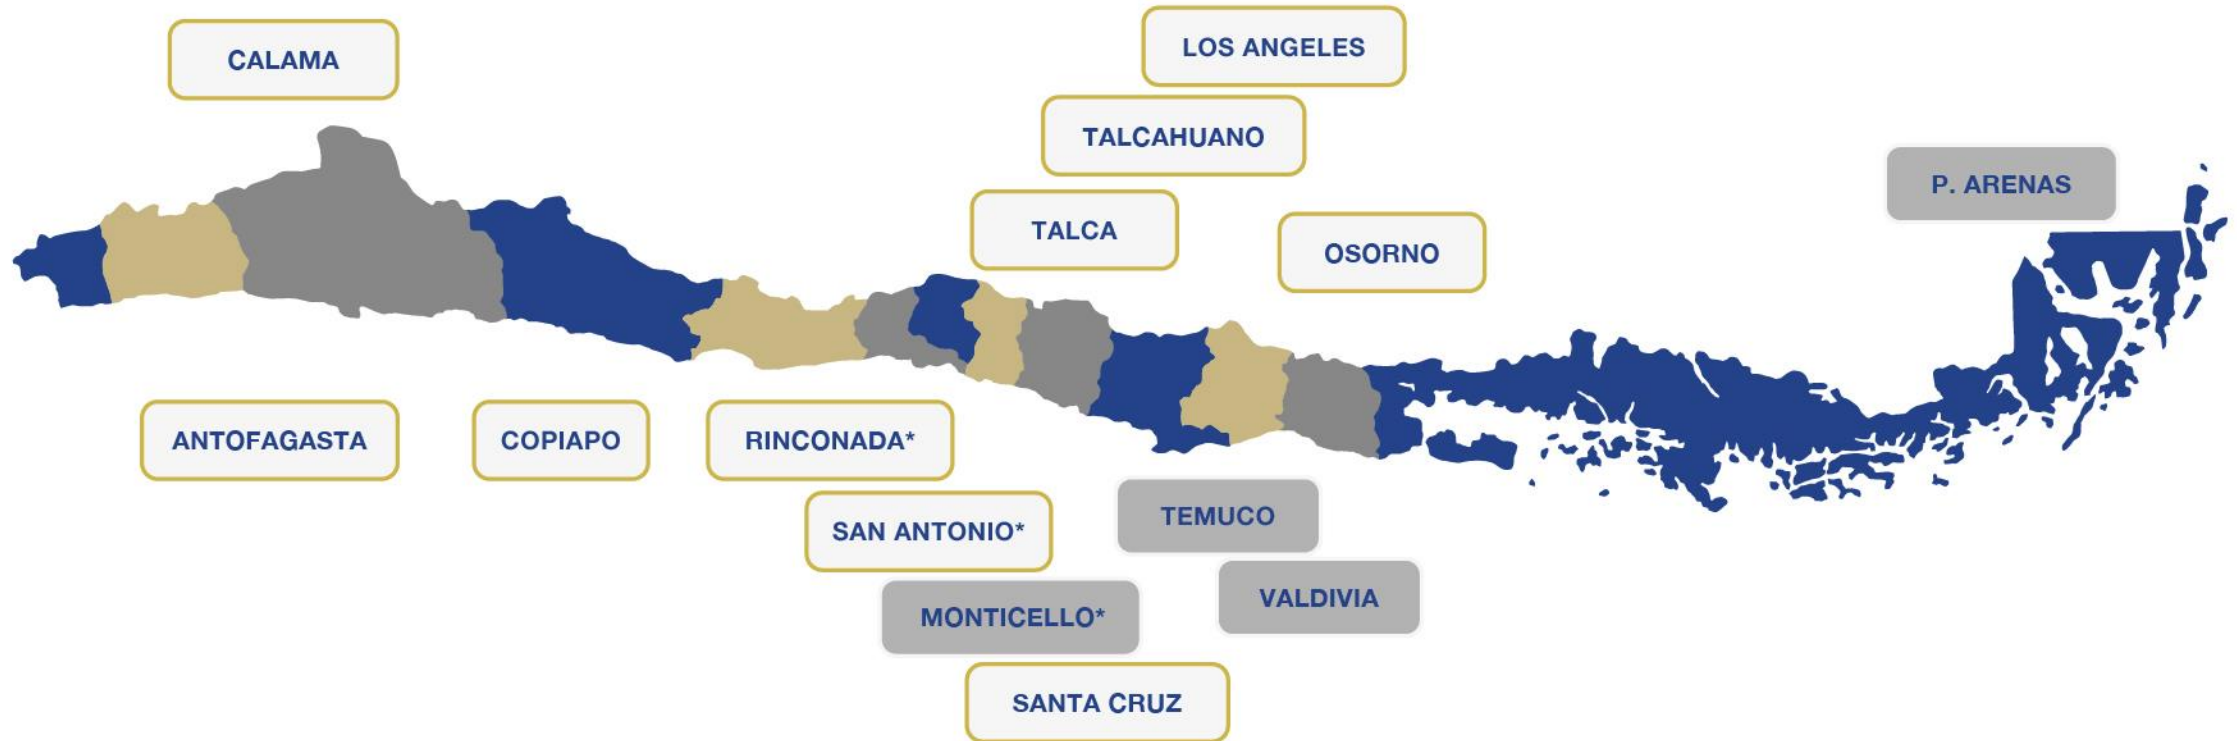 LOS ANGELES
CALAMA
TALCAHUANO
P. ARENAS
TALCA
OSORNO
ANTOFAGASTA
COPIAPO
RINCONADA*
TEMUCO
SAN ANTONIO*
VALDIVIA
MONTICELLO*
SANTA CRUZ